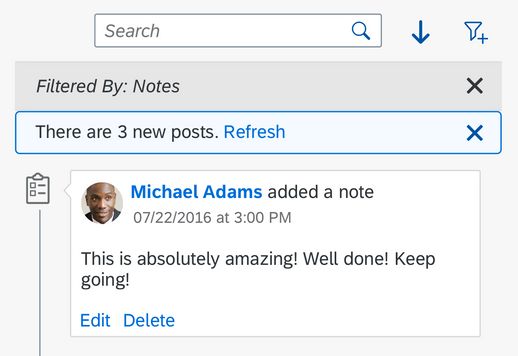 Search
Filtered By: Notes
There are 3 new posts. Refresh
Michael Adams added a note
07/22/2016 at 3:00 PM
This is absolutely amazing! Well done! Keep
going!
Edit Delete